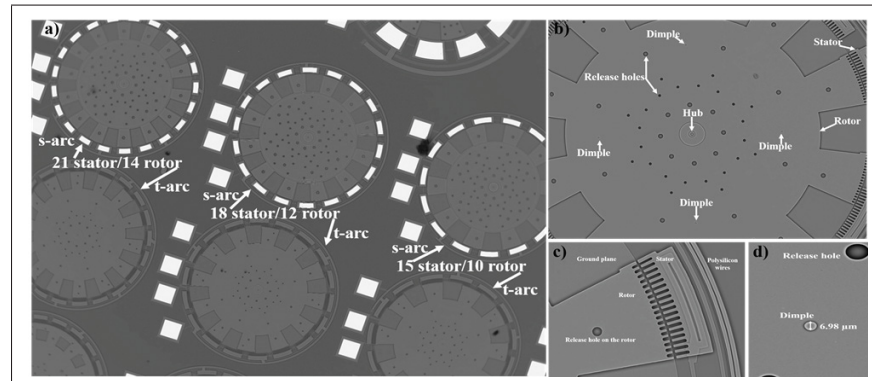 a)
s-arc
21 stator/14 rotor
t-arc
s-arc
18 stator/12 rotor
t-arc
s-arc
15 stator/10 rotor
t-arc
b)
Dimple
Stator
Release holes
Hub
Rotor
Dimple
Dimple
Dimple
c)
Ground plane
Stator
Polysilicon
wires
Rotor
Release hole on the rotor
d)
Release hole
Dimple
6.98 μm